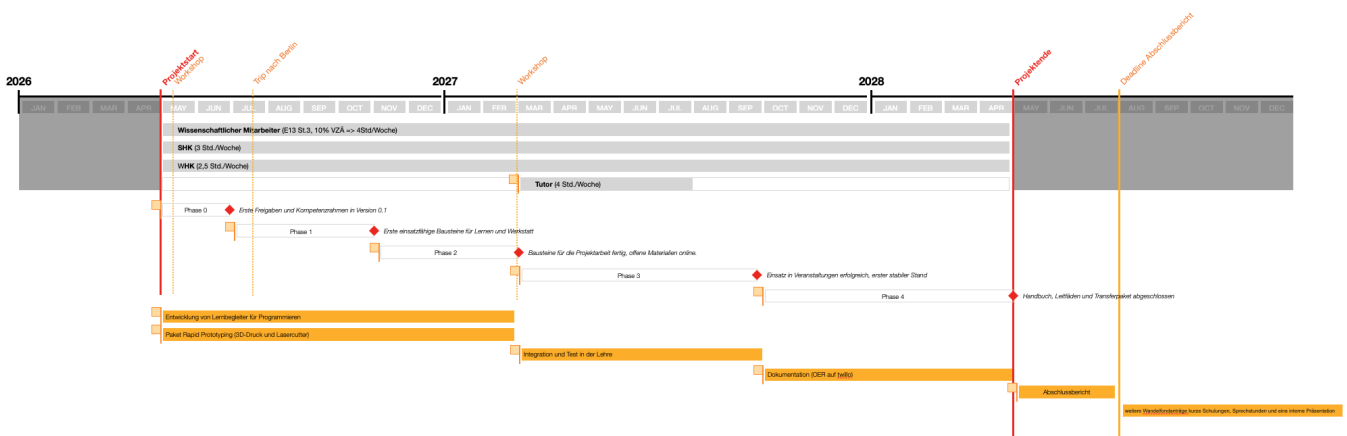 Projektstart
Workshop
Trip nach Berlin
Workshop
Projektende
Deadline Abschlussbericht
2026
2027
2028
JAN FEB MAR APR MAY JUN JUL AUG SEP OCT NOV DEC JAN FEB MAR APR MAY JUN JUL AUG SEP OCT NOV DEC JAN FEB MAR APR MAY JUN JUL AUG SEP OCT NOV DEC
Wissenschaftlicher Mitarbeiter (E13 St.3, 10% VZÄ => 4Std/Woche)
SHK (3 Std./Woche)
WHK (2,5 Std./Woche)
Tutor (4 Std./Woche)
Phase 0
Erste Freigaben und Kompetenzrahmen in Version 0.1
Phase 1
Erste einsatzfähige Bausteine für Lernen und Werkstatt
Phase 2
Bausteine für die Projektarbeit fertig, offene Materialien online.
Phase 3
Einsatz in Veranstaltungen erfolgreich, erster stabiler Stand
Phase 4
Handbuch, Leitfäden und Transferpaket abgeschlossen
Entwicklung von Lernbegleiter für Programmieren
Paket Rapid Prototyping (3D-Druck und Lasercutter)
Integration und Test in der Lehre
Dokumentation (OER auf twillo)
Abschlussbericht
weitere Wandelfondsnträge kurze Schulungen, Sprechstunden und eine interne Präsentation